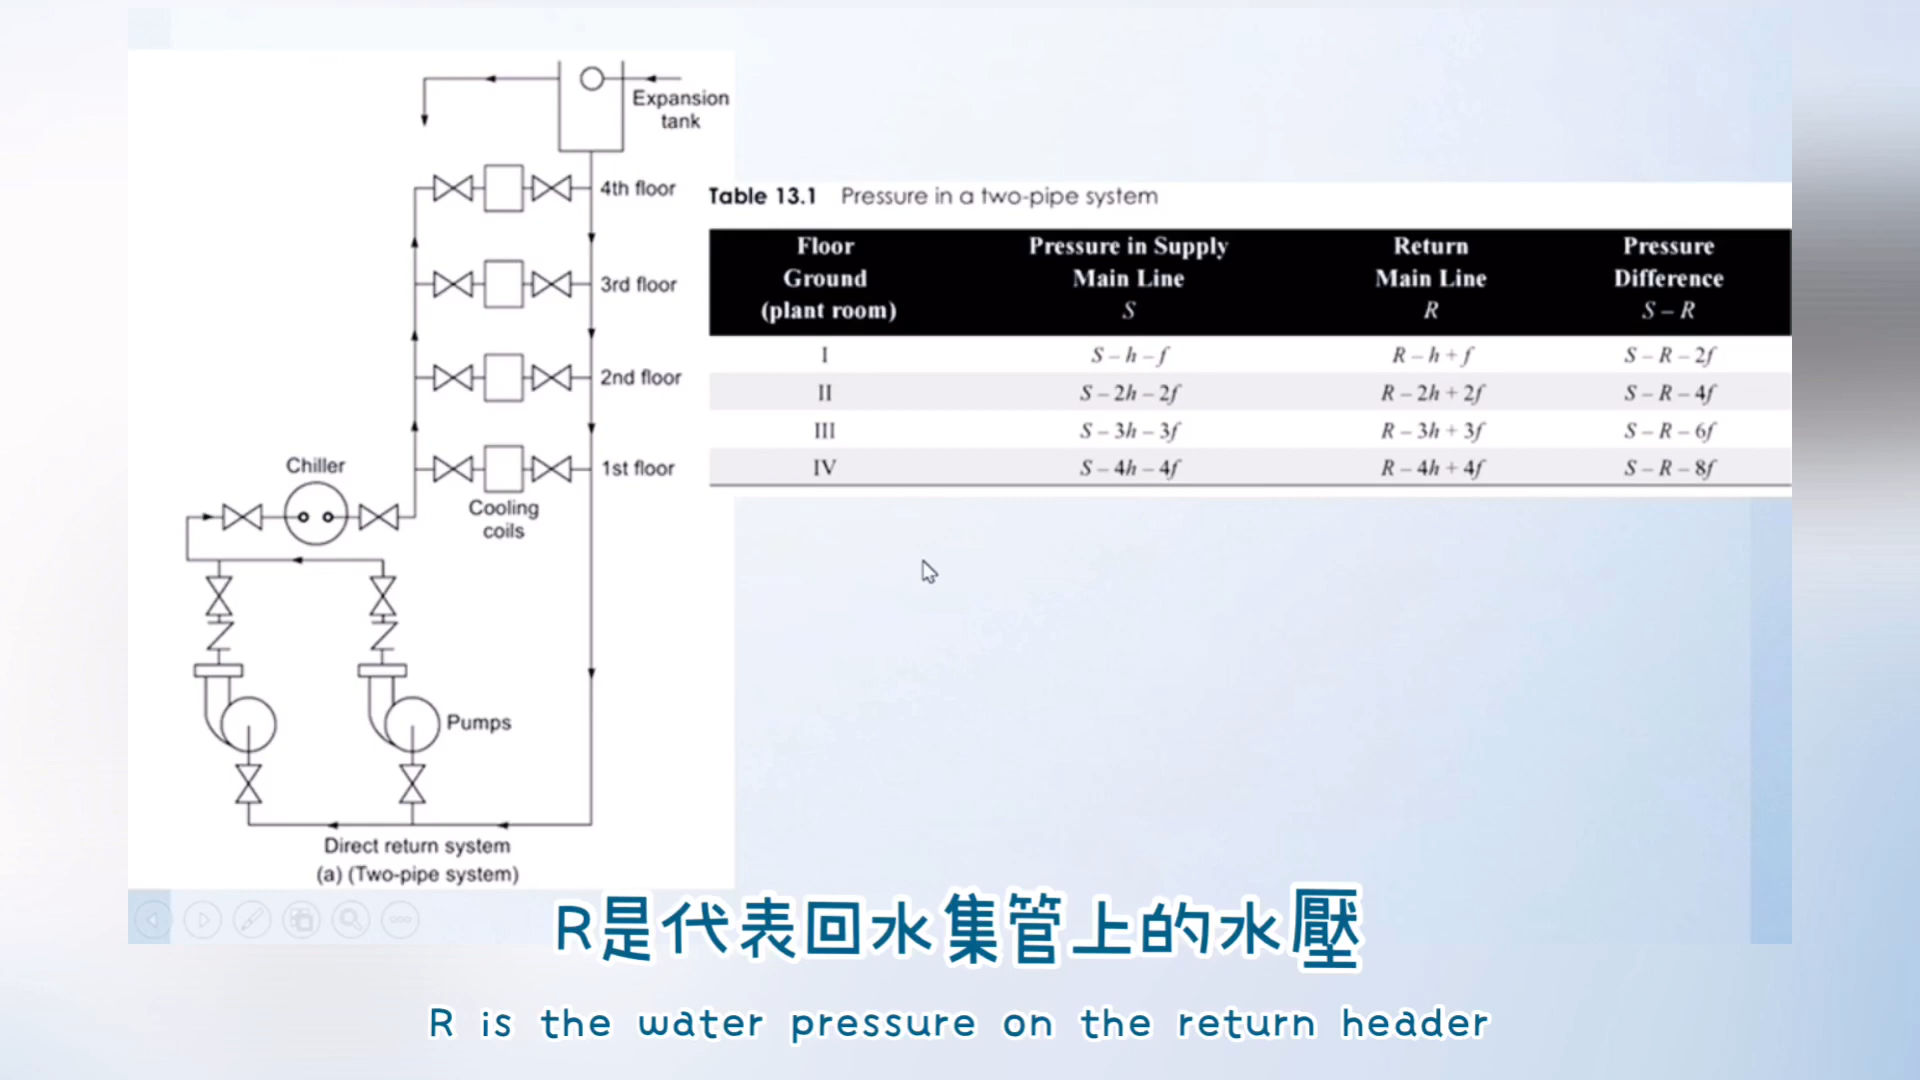 Expansion
tank
4th floor
3rd floor
2nd floor
1st floor
Chiller
Cooling
coils
Pumps
Direct return system
(a) (Two-pipe system)
Table 13.1 Pressure in a two-pipe system
Floor Ground (plant room) Pressure in Supply Main Line S Return Main Line R Pressure Difference S – R
I S – h – f R – h + f S – R – 2f
II S – 2h – 2f R – 2h + 2f S – R – 4f
III S – 3h – 3f R – 3h + 3f S – R – 6f
IV S – 4h – 4f R – 4h + 4f S – R – 8f
R是代表回水集管上的水壓
R is the water pressure on the return header